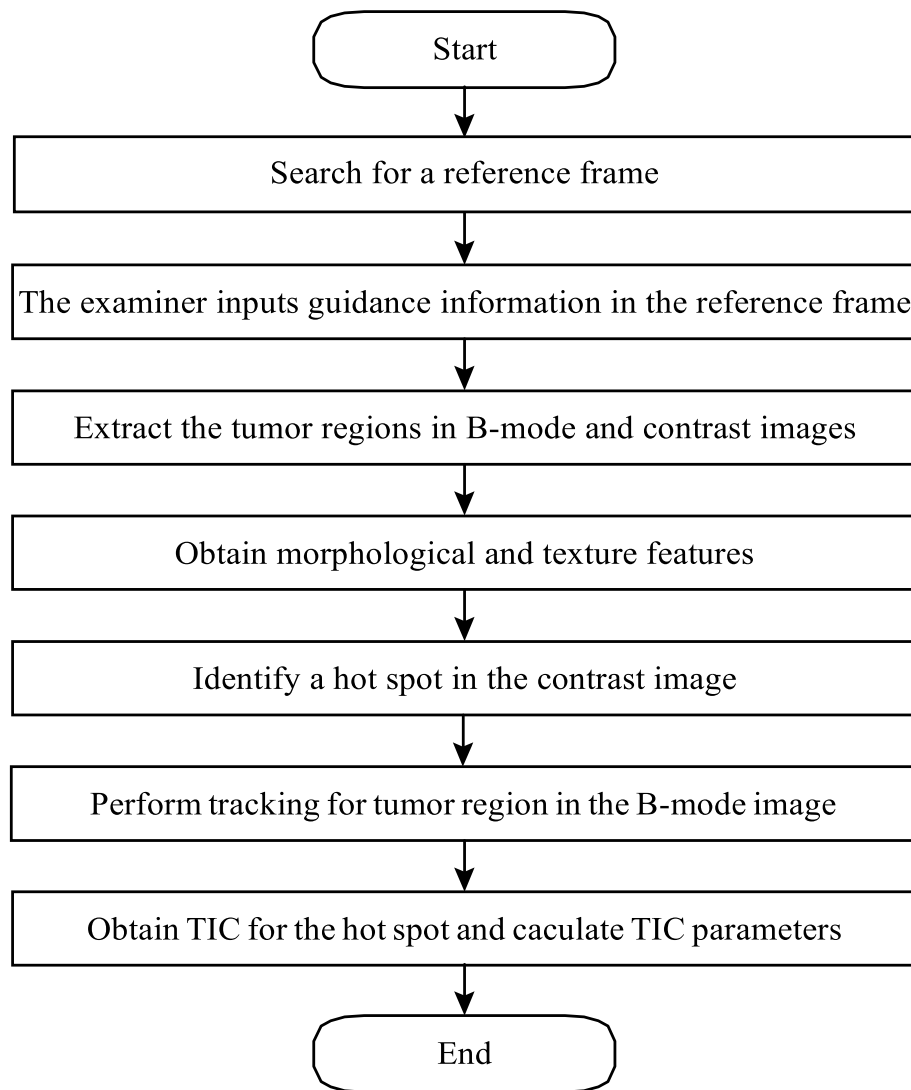 Start
Search for a reference frame
The examiner inputs guidance information in the reference frame
Extract the tumor regions in B-mode and contrast images
Obtain morphological and texture features
Identify a hot spot in the contrast image
Perform tracking for tumor region in the B-mode image
Obtain TIC for the hot spot and caculate TIC parameters
End